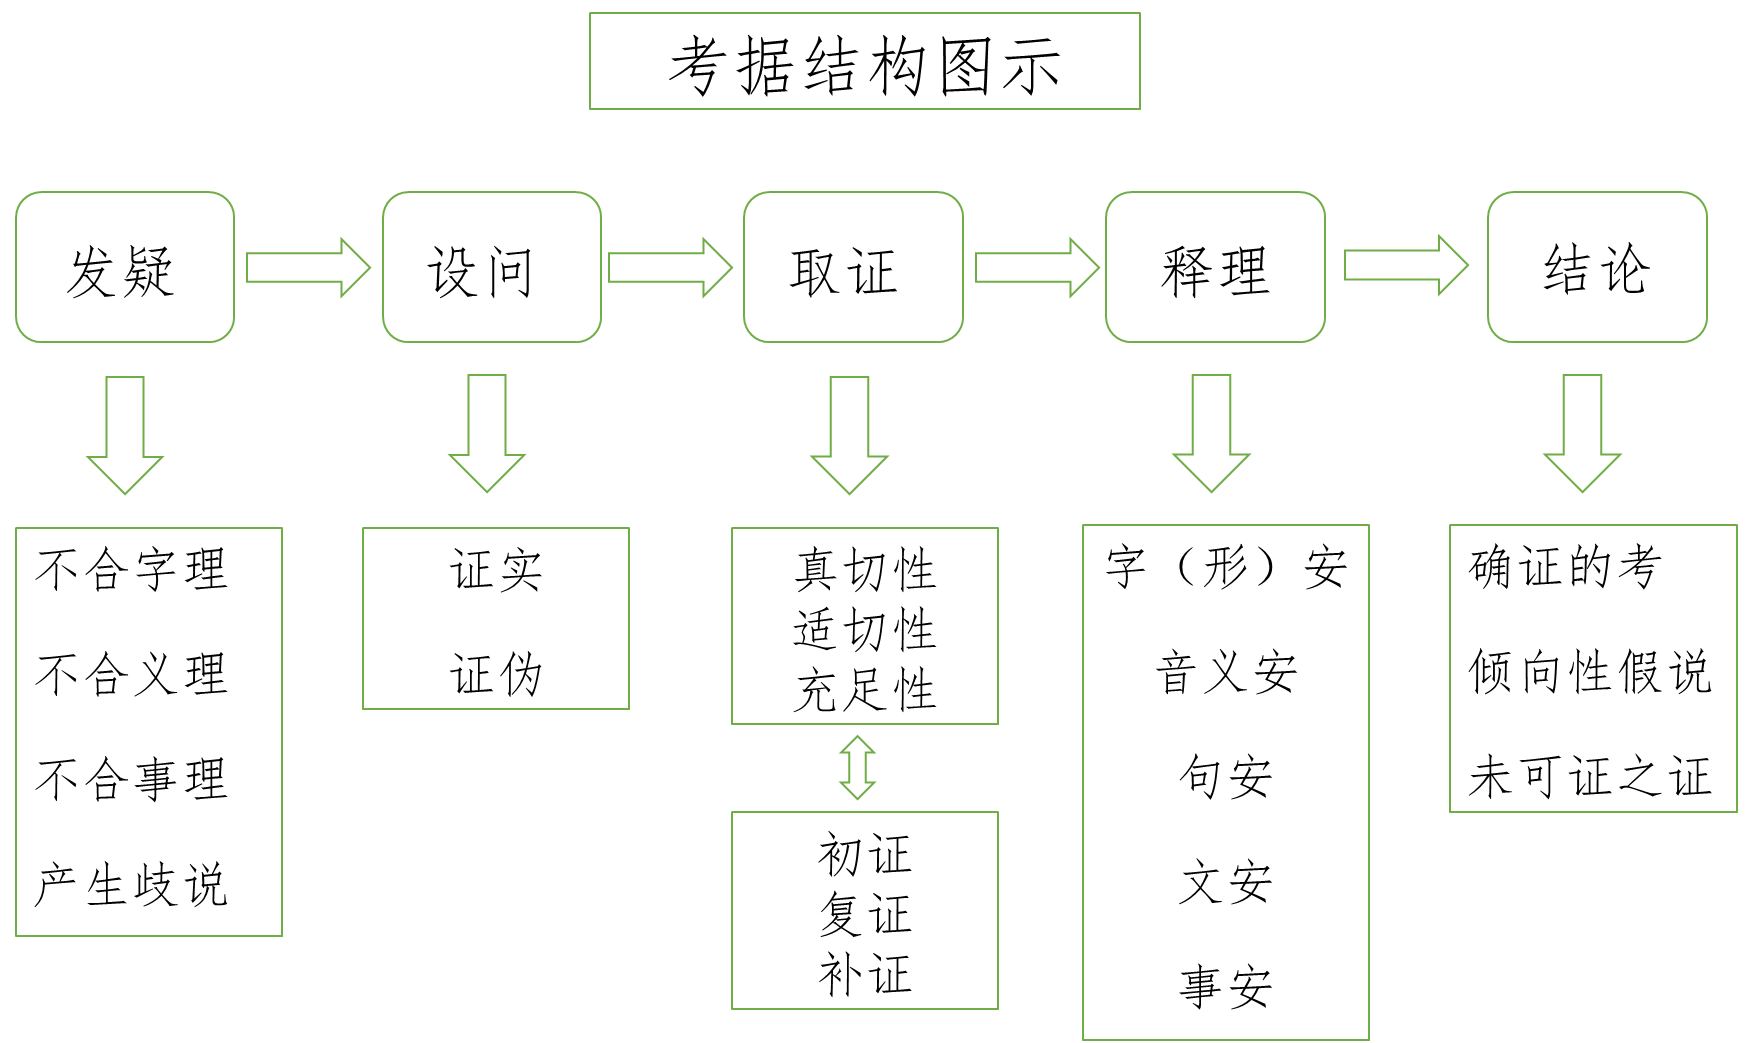 考据结构图示
发疑
设问
取证
释理
结论
不合字理
不合义理
不合事理
产生歧说
证实
证伪
真切性
适切性
充足性
初证
复证
补证
字（形）安
音义安
句安
文安
事安
确证的考
倾向性假说
未可证之证